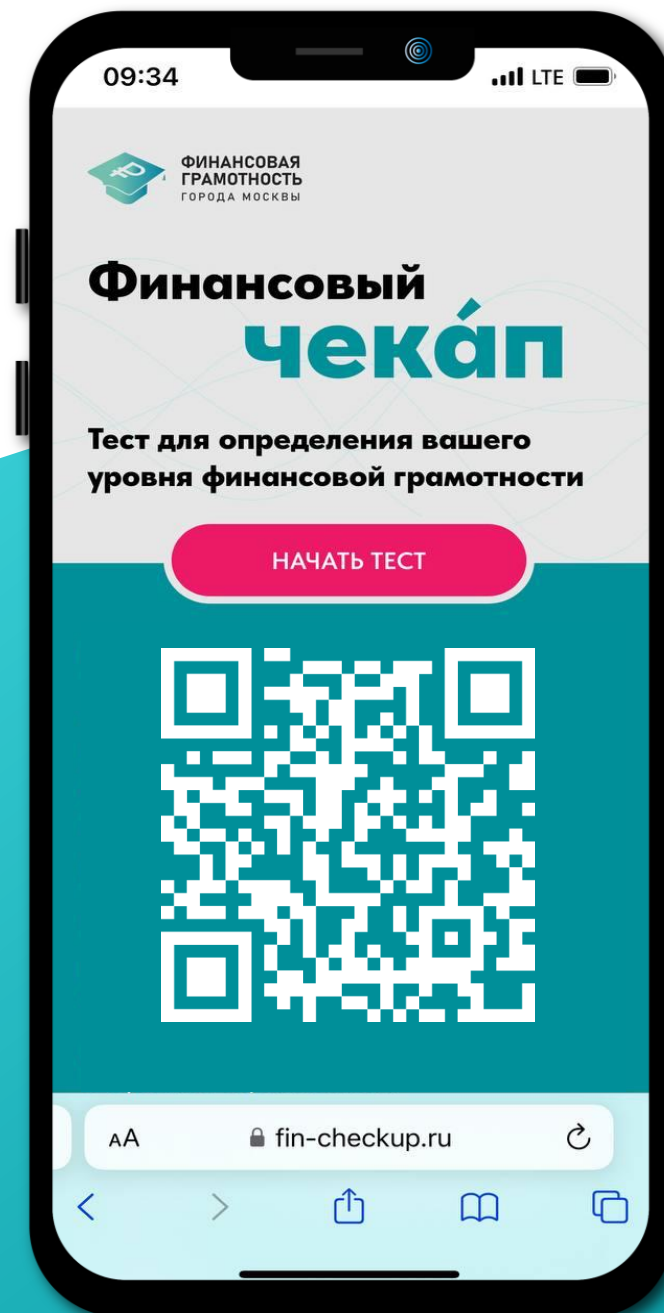 09:34
LTE
ФИНАНСОВАЯ
ГРАМОТНОСТЬ
ГОРОДА МОСКВЫ
Финансовый
чека́п
Тест для определения вашего
уровня финансовой грамотности
НАЧАТЬ ТЕСТ
AA
fin-checkup.ru